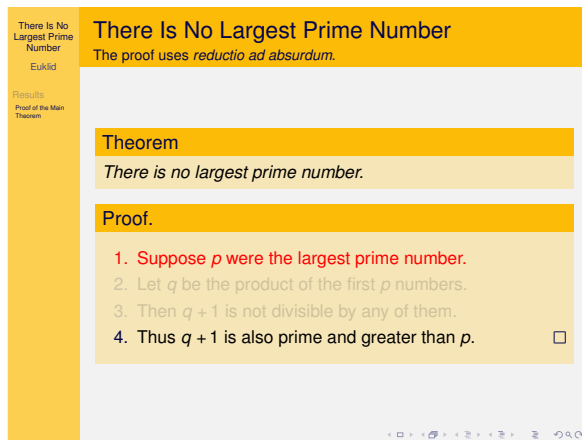 There Is No
Largest Prime
Number
Euklid
Results
Proof of the Main
Theorem
There Is No Largest Prime Number
The proof uses reductio ad absurdum.
Theorem
There is no largest prime number.
Proof.
1. Suppose p were the largest prime number.
2. Let q be the product of the first p numbers.
3. Then q + 1 is not divisible by any of them.
4. Thus q + 1 is also prime and greater than p. □